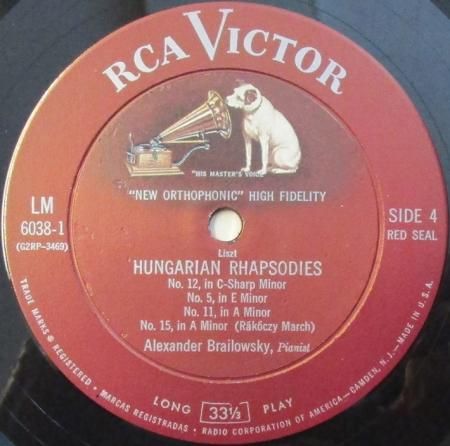 RCA VICTOR
"HIS MASTER'S VOICE"
"NEW ORTHOPHONIC" HIGH FIDELITY
LM
6038-1
(G2RP-3469)
SIDE 4
RED SEAL
Liszt
HUNGARIAN RHAPSODIES
No. 12, in C-Sharp Minor
No. 5, in E Minor
No. 11, in A Minor
No. 15, in A Minor (Rákóczy March)
Alexander Brailowsky, Pianist
LONG 33⅓ PLAY
TRADE MARKS ® REGISTERED • MARCAS REGISTRADAS • RADIO CORPORATION OF AMERICA—CAMDEN, N. J.—MADE IN U.S.A.